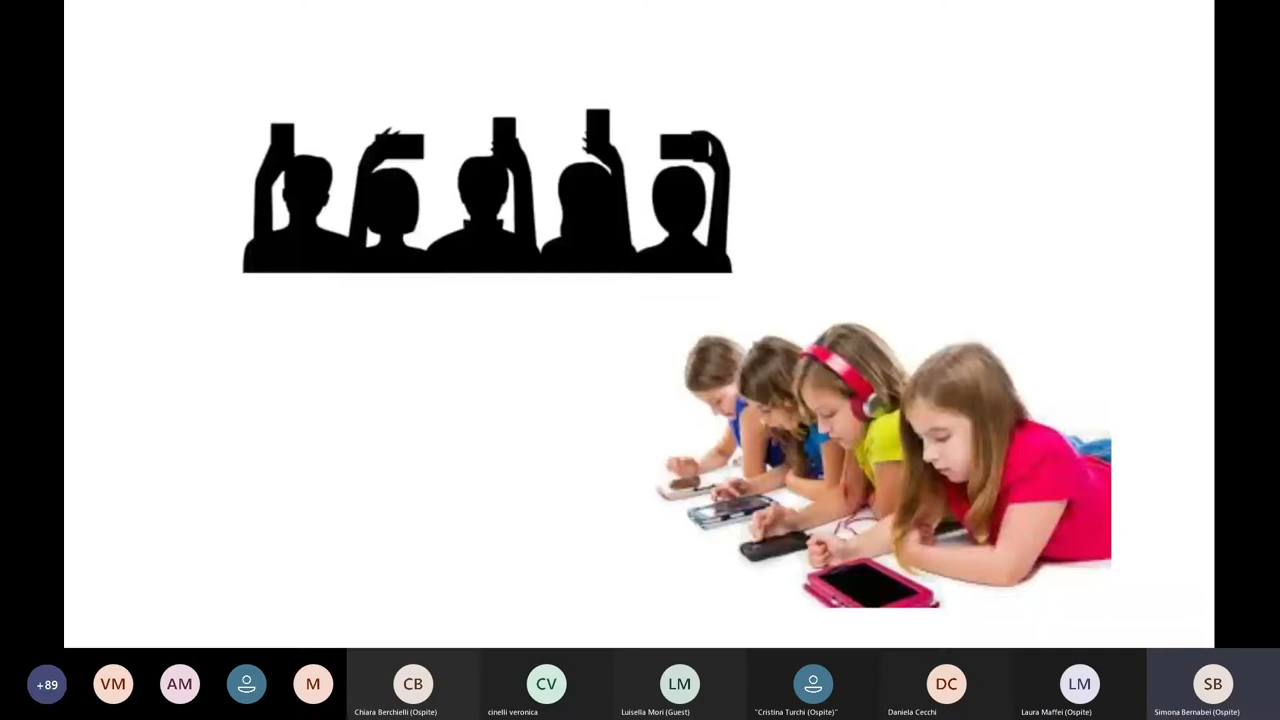 +89
VM
AM
M
CB
CV
LM
DC
LM
SB
Chiara Berchielli (Ospite)
cinelli veronica
Luisella Mori (Guest)
"Cristina Turchi (Ospite)"
Daniela Cecchi
Laura Maffei (Ospite)
Simona Bernabei (Ospite)